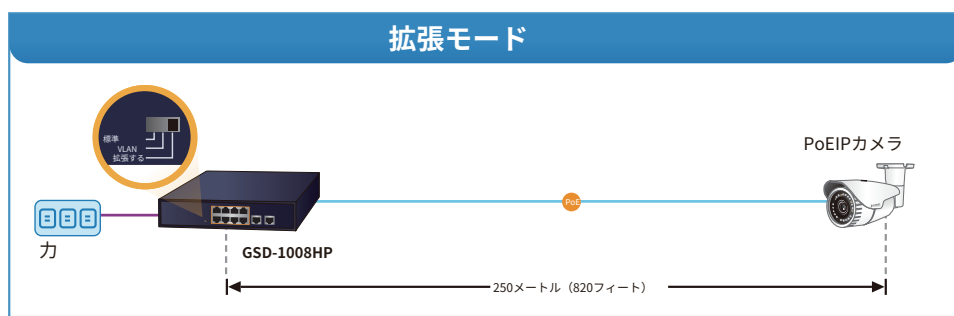 拡張モード
標準
VLAN
拡張する
PoEIPカメラ
PoE
力
GSD-1008HP
250メートル（820フィート）